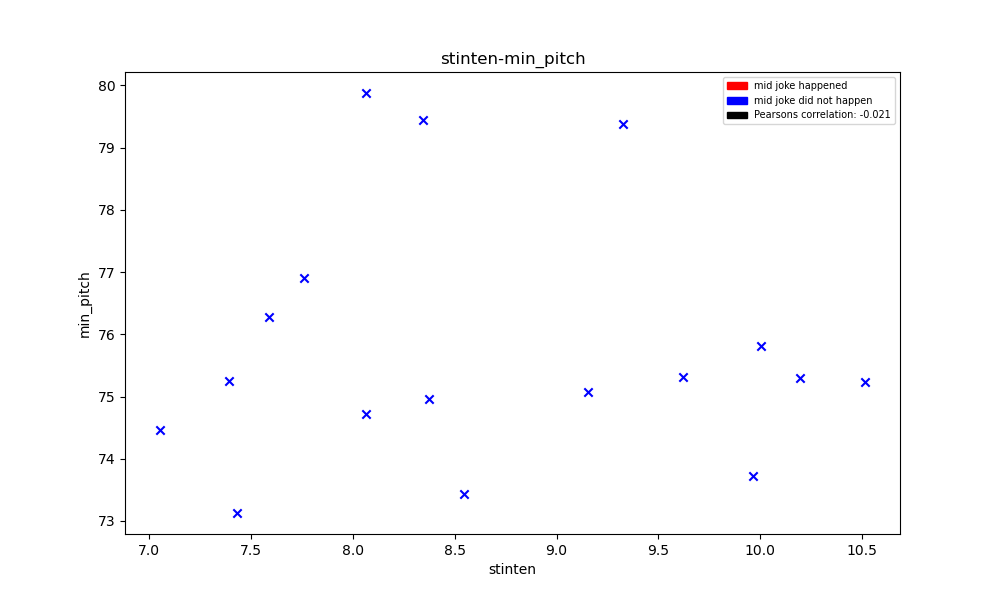 stinten-min_pitch
mid joke happened
mid joke did not happen
Pearsons correlation: -0.021
min_pitch
80
79
78
77
76
75
74
73
7.0 7.5 8.0 8.5 9.0 9.5 10.0 10.5
stinten